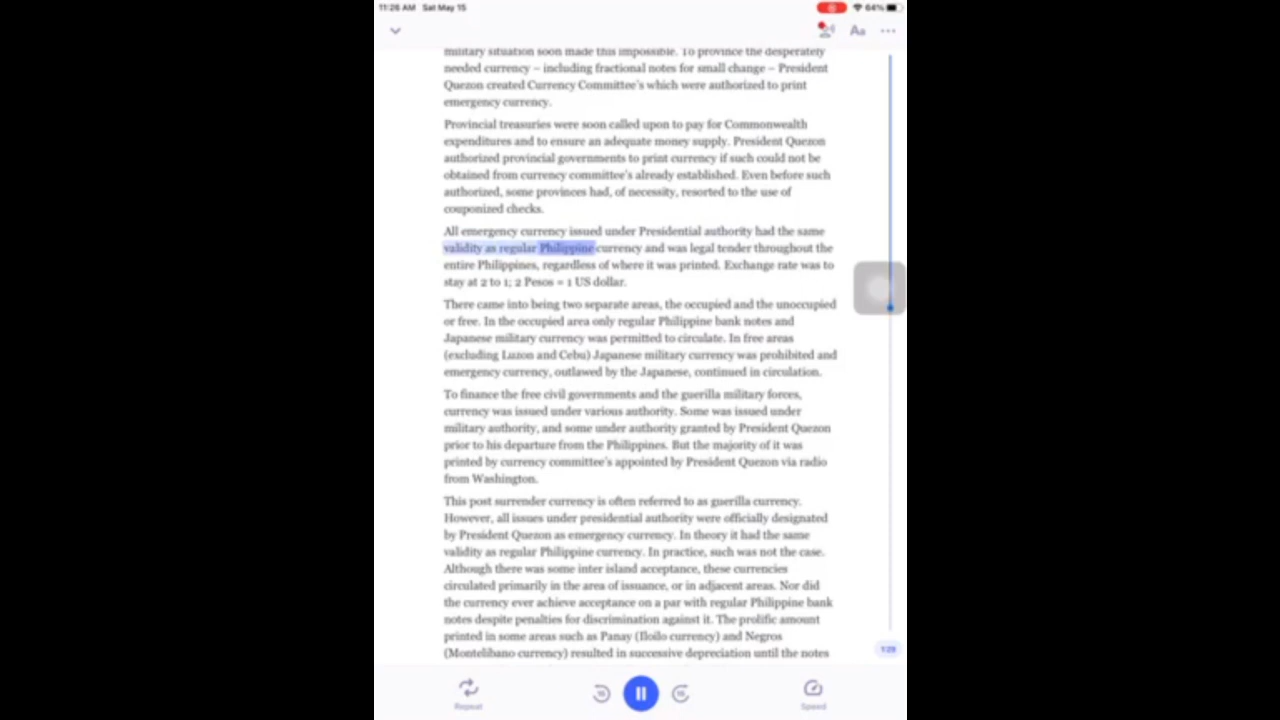 11:26 AM Sat May 15
64%
Aa
military situation soon made this impossible. To province the desperately
needed currency – including fractional notes for small change – President
Quezon created Currency Committee's which were authorized to print
emergency currency.
Provincial treasuries were soon called upon to pay for Commonwealth
expenditures and to ensure an adequate money supply. President Quezon
authorized provincial governments to print currency if such could not be
obtained from currency committee's already established. Even before such
authorized, some provinces had, of necessity, resorted to the use of
couponized checks.
All emergency currency issued under Presidential authority had the same
validity as regular Philippine currency and was legal tender throughout the
entire Philippines, regardless of where it was printed. Exchange rate was to
stay at 2 to 1; 2 Pesos = 1 US dollar.
There came into being two separate areas, the occupied and the unoccupied
or free. In the occupied area only regular Philippine bank notes and
Japanese military currency was permitted to circulate. In free areas
(excluding Luzon and Cebu) Japanese military currency was prohibited and
emergency currency, outlawed by the Japanese, continued in circulation.
To finance the free civil governments and the guerilla military forces,
currency was issued under various authority. Some was issued under
military authority, and some under authority granted by President Quezon
prior to his departure from the Philippines. But the majority of it was
printed by currency committee's appointed by President Quezon via radio
from Washington.
This post surrender currency is often referred to as guerilla currency.
However, all issues under presidential authority were officially designated
by President Quezon as emergency currency. In theory it had the same
validity as regular Philippine currency. In practice, such was not the case.
Although there was some inter island acceptance, these currencies
circulated primarily in the area of issuance, or in adjacent areas. Nor did
the currency ever achieve acceptance on a par with regular Philippine bank
notes despite penalties for discrimination against it. The prolific amount
printed in some areas such as Panay (Iloilo currency) and Negros
(Montelibano currency) resulted in successive depreciation until the notes
Repeat
Speed